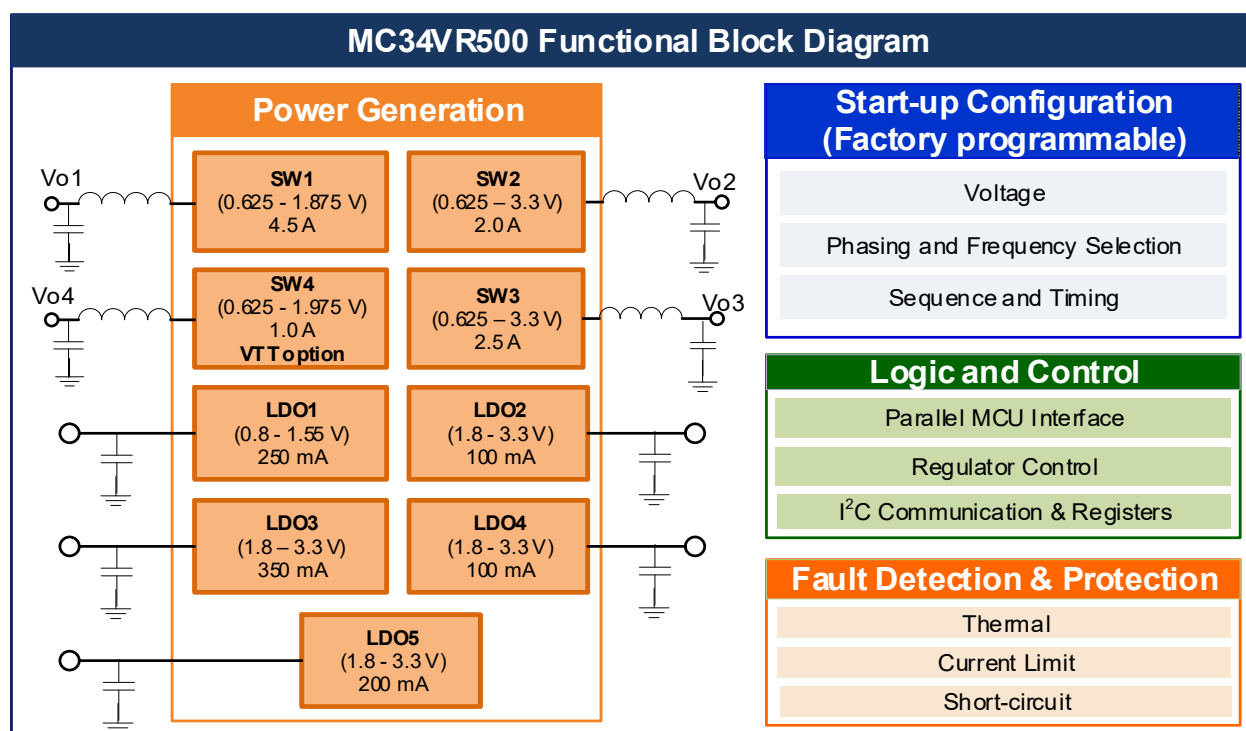 MC34VR500 Functional Block Diagram
Power Generation
Vo1
SW1
(0.625 - 1.875 V)
4.5 A
SW2
(0.625 – 3.3 V)
2.0 A
Vo2
Vo4
SW4
(0.625 - 1.975 V)
1.0 A
VTT option
SW3
(0.625 – 3.3 V)
2.5 A
Vo3
LDO1
(0.8 - 1.55 V)
250 mA
LDO2
(1.8 - 3.3 V)
100 mA
LDO3
(1.8 – 3.3 V)
350 mA
LDO4
(1.8 - 3.3 V)
100 mA
LDO5
(1.8 - 3.3 V)
200 mA
Start-up Configuration
(Factory programmable)
Voltage
Phasing and Frequency Selection
Sequence and Timing
Logic and Control
Parallel MCU Interface
Regulator Control
I²C Communication & Registers
Fault Detection & Protection
Thermal
Current Limit
Short-circuit